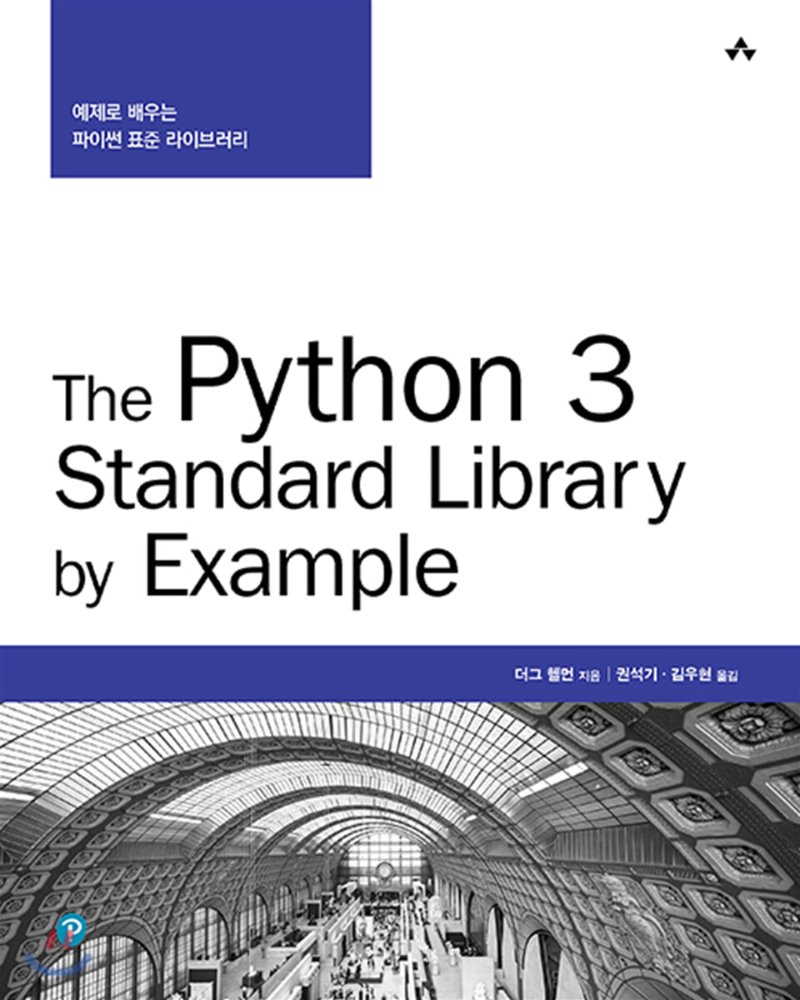 예제로 배우는
파이썬 표준 라이브러리
The Python 3
Standard Library
by Example
더그 헬먼 지음 | 권석기 · 김우현 옮김